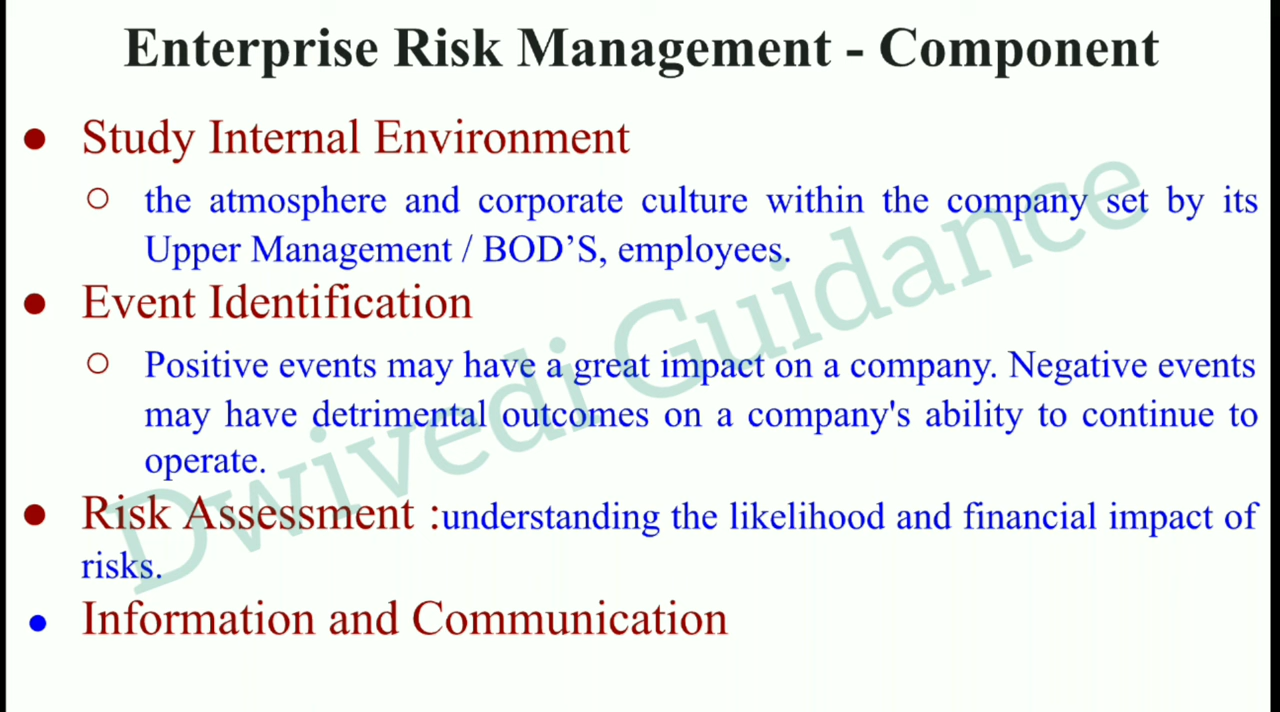 Enterprise Risk Management - Component
● Study Internal Environment
○ the atmosphere and corporate culture within the company set by its
Upper Management / BOD’S, employees.
● Event Identification
○ Positive events may have a great impact on a company. Negative events
may have detrimental outcomes on a company's ability to continue to
operate.
● Risk Assessment :understanding the likelihood and financial impact of
risks.
● Information and Communication
Dwivedi Guidance